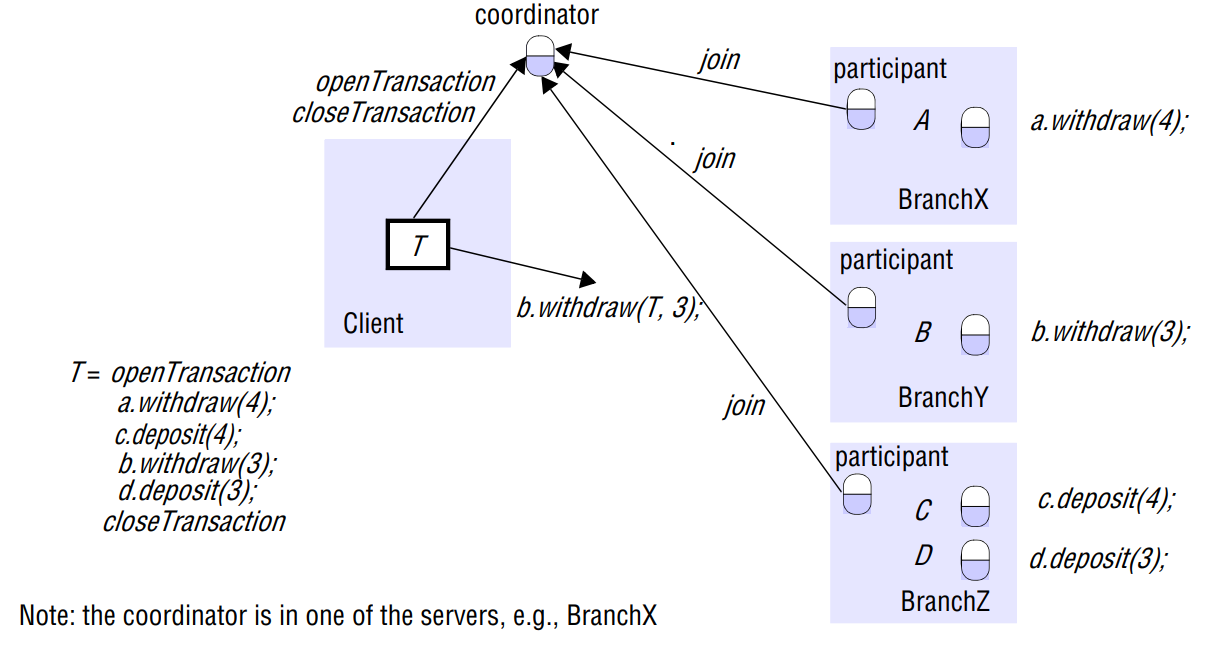 coordinator
openTransaction
closeTransaction
join
participant
A
a.withdraw(4);
BranchX
join
T
Client
b.withdraw(T, 3);
participant
B
b.withdraw(3);
BranchY
T = openTransaction
a.withdraw(4);
c.deposit(4);
b.withdraw(3);
d.deposit(3);
closeTransaction
join
participant
C
c.deposit(4);
D
d.deposit(3);
BranchZ
Note: the coordinator is in one of the servers, e.g., BranchX